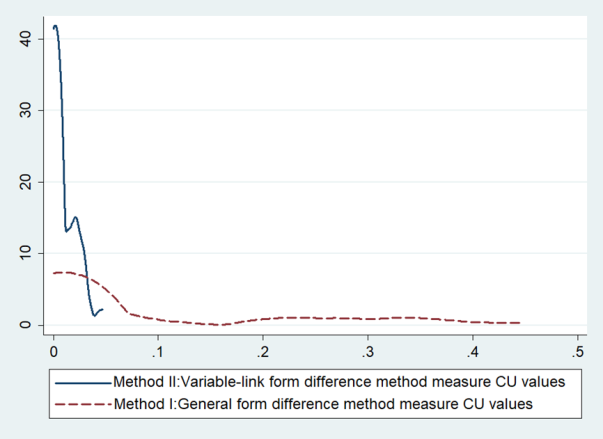 40
30
20
10
0
0 .1 .2 .3 .4 .5
Method II:Variable-link form difference method measure CU values
Method I:General form difference method measure CU values